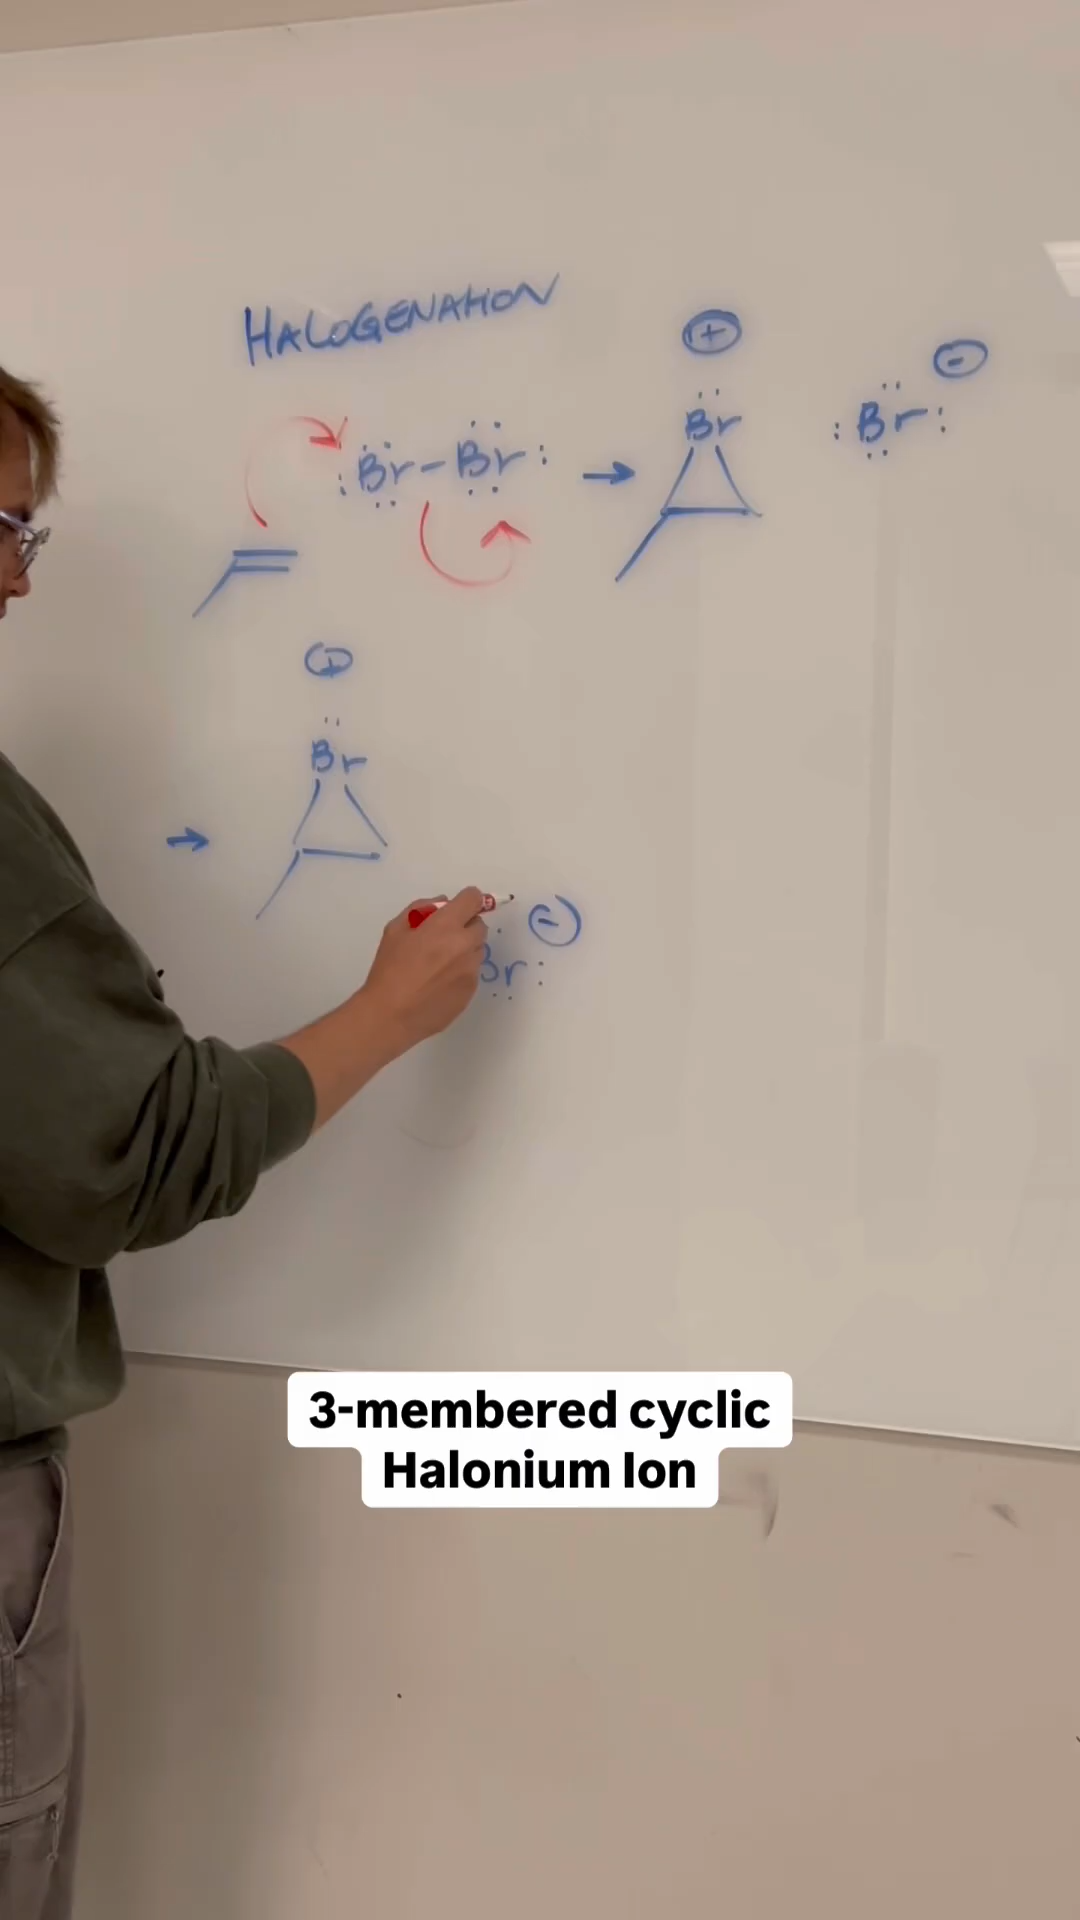 HALOGENATION
+
-
:Br-Br: → Br :Br:
+
Br
→
-
Br:
3-membered cyclic
Halonium Ion